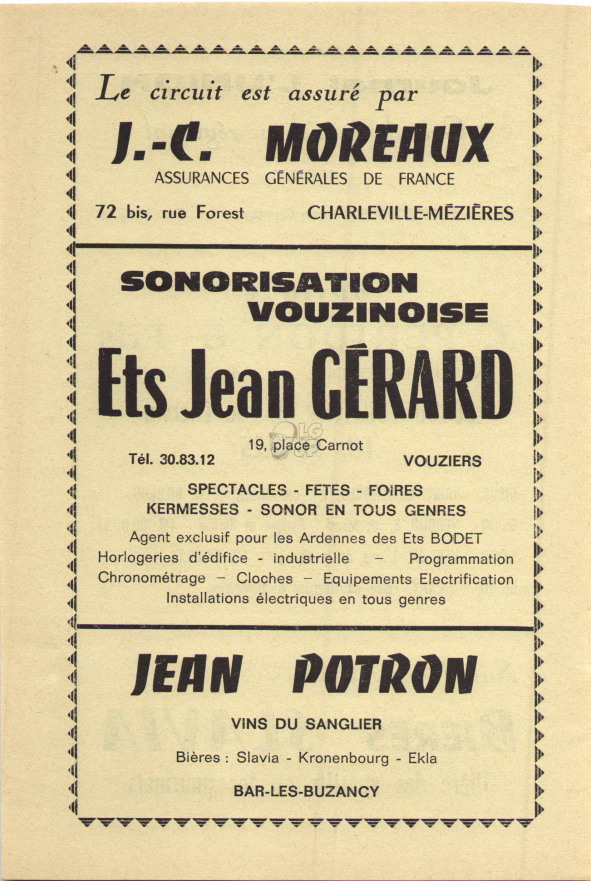 Le circuit est assuré par
J.-C. MOREAUX
ASSURANCES GÉNÉRALES DE FRANCE
72 bis, rue Forest CHARLEVILLE-MÉZIÈRES
SONORISATION
VOUZINOISE
Ets Jean GÉRARD
19, place Carnot
Tél. 30.83.12 VOUZIERS
SPECTACLES - FETES - FOIRES
KERMESSES - SONOR EN TOUS GENRES
Agent exclusif pour les Ardennes des Ets BODET
Horlogeries d'édifice - industrielle – Programmation
Chronométrage – Cloches – Equipements Electrification
Installations électriques en tous genres
JEAN POTRON
VINS DU SANGLIER
Bières : Slavia - Kronenbourg - Ekla
BAR-LES-BUZANCY